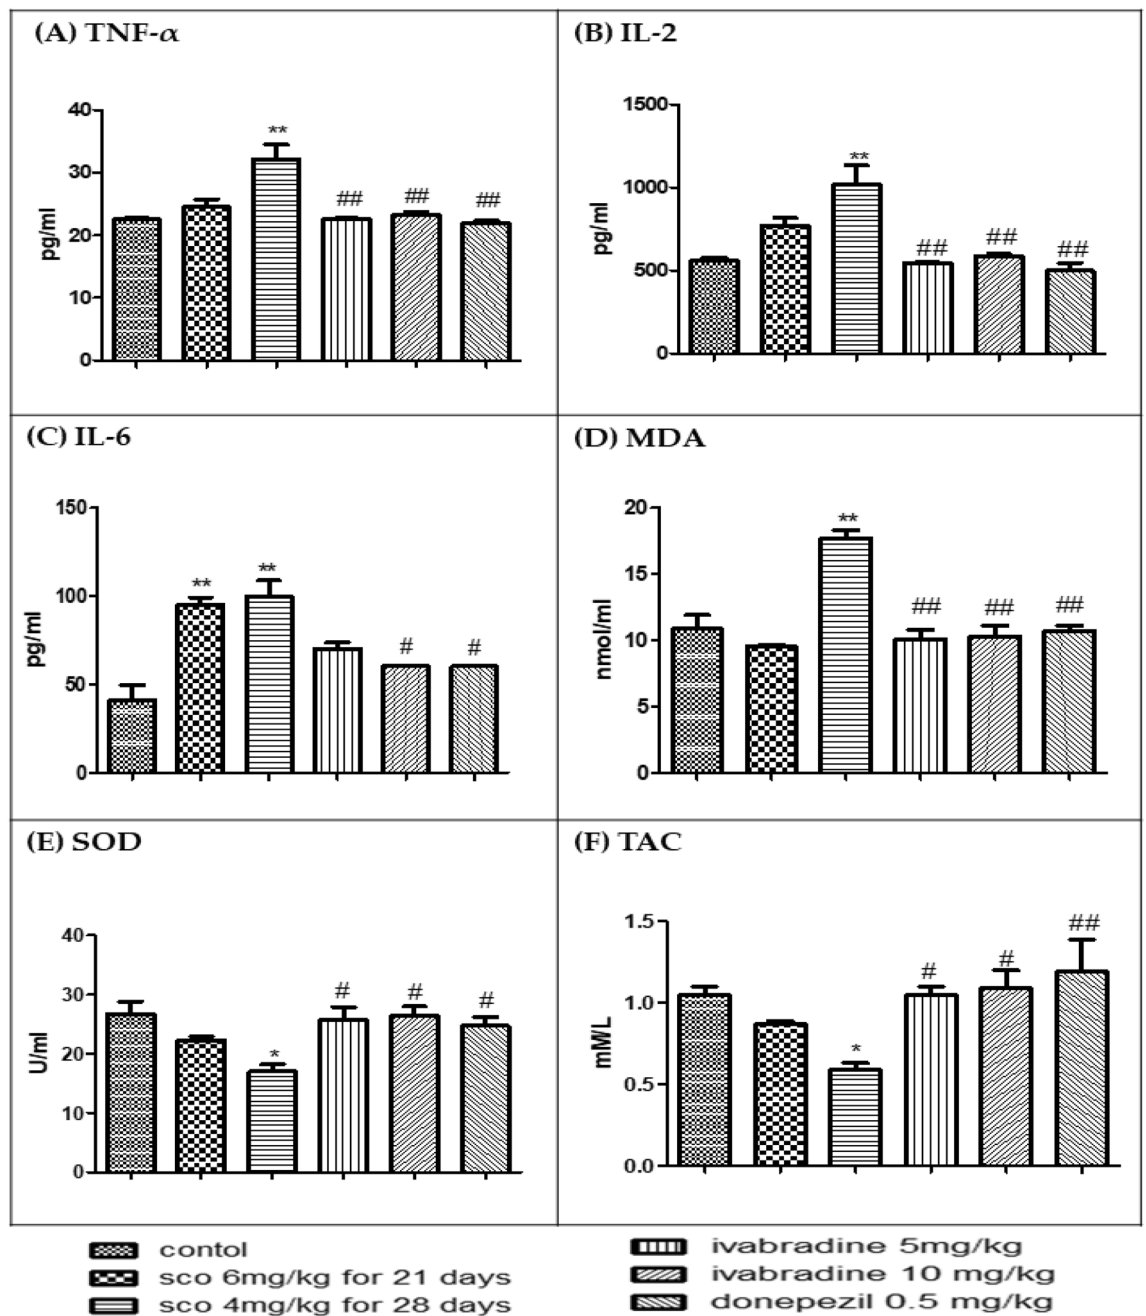 (A) TNF-α
40
30
20
10
0
pg/ml
**
##
##
##
(B) IL-2
1500
1000
500
0
pg/ml
**
##
##
##
(C) IL-6
150
100
50
0
pg/ml
**
**
#
#
(D) MDA
20
15
10
5
0
nmol/ml
**
##
##
##
(E) SOD
40
30
20
10
0
U/ml
*
#
#
#
(F) TAC
1.5
1.0
0.5
0.0
mM/L
*
#
#
##
contol
sco 6mg/kg for 21 days
sco 4mg/kg for 28 days
ivabradine 5mg/kg
ivabradine 10 mg/kg
donepezil 0.5 mg/kg